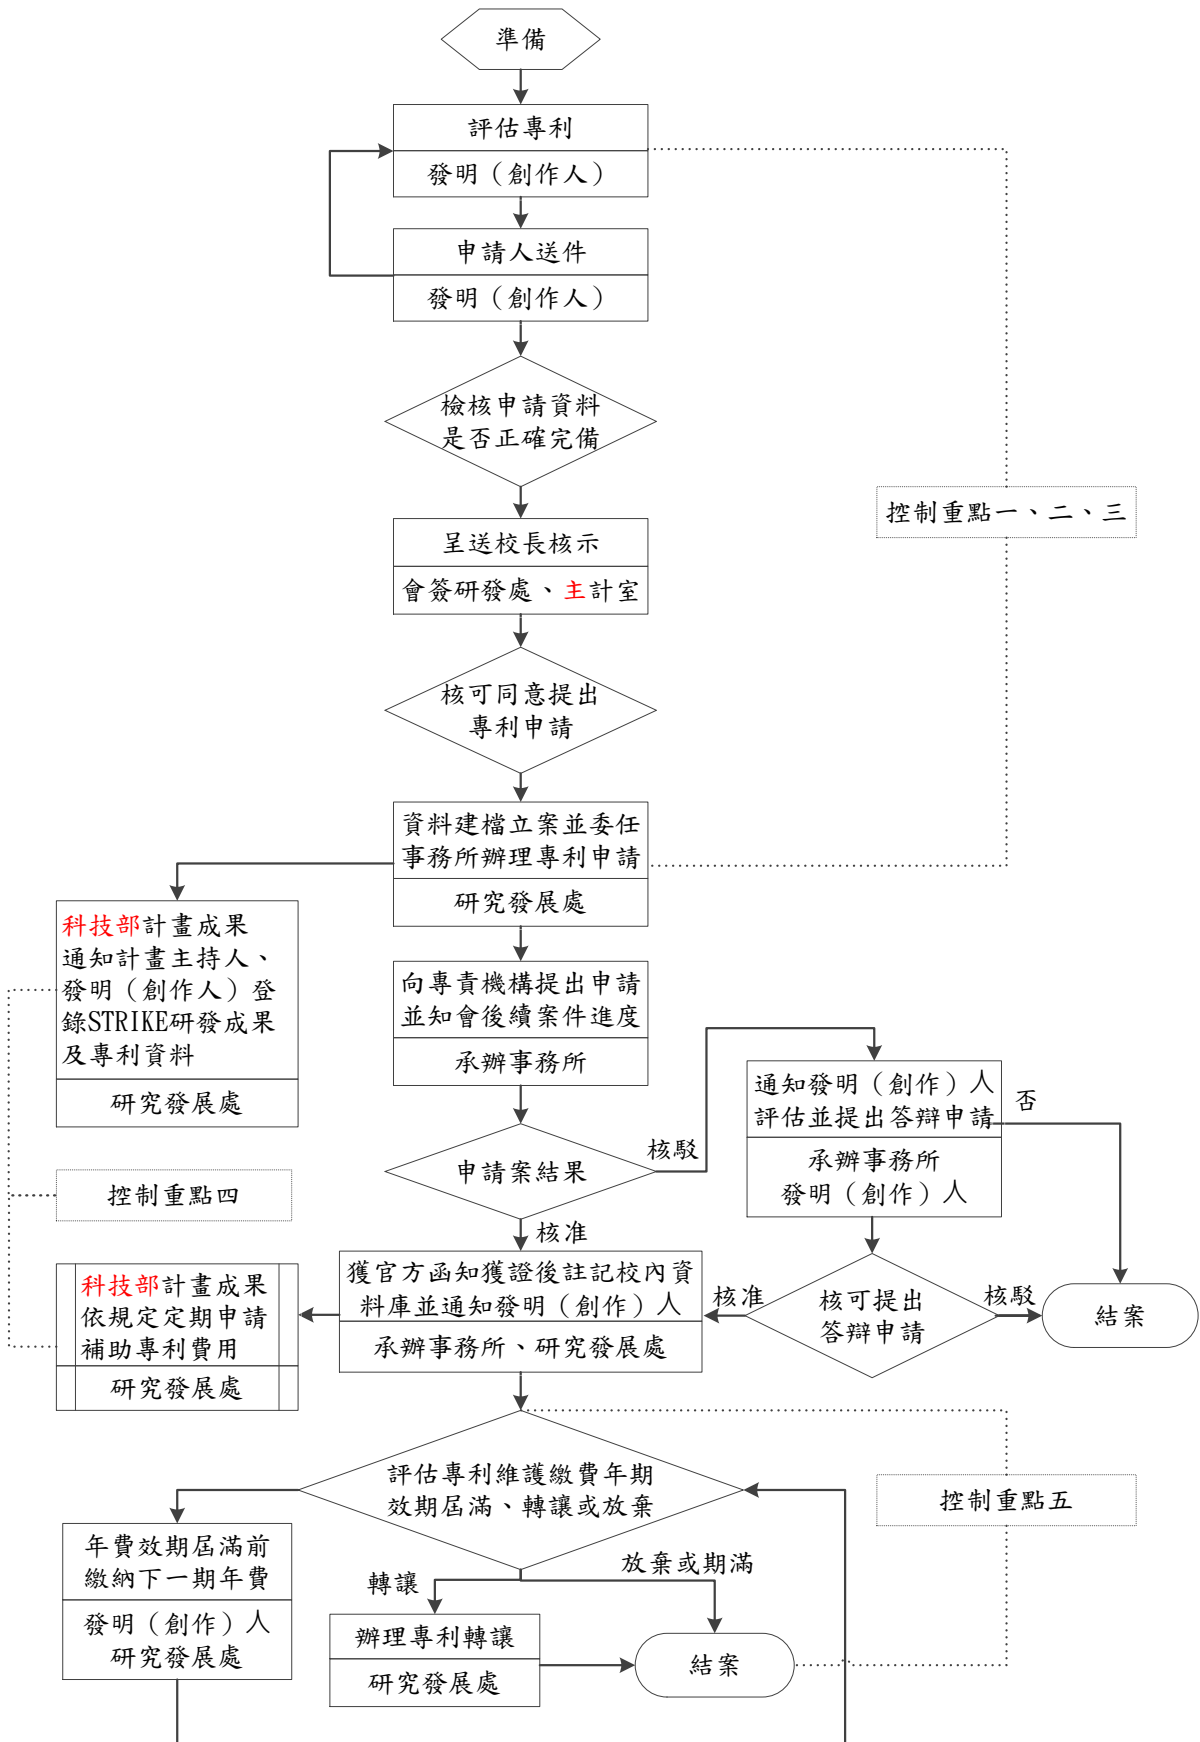 準備
評估專利
發明（創作人）
申請人送件
發明（創作人）
檢核申請資料
是否正確完備
控制重點一、二、三
呈送校長核示
會簽研發處、主計室
核可同意提出
專利申請
資料建檔立案並委任
事務所辦理專利申請
研究發展處
科技部計畫成果
通知計畫主持人、
發明（創作人）登
錄STRIKE研發成果
及專利資料
研究發展處
向專責機構提出申請
並知會後續案件進度
承辦事務所
通知發明（創作）人
評估並提出答辯申請
承辦事務所
發明（創作）人
否
申請案結果
核駁
核准
控制重點四
獲官方函知獲證後註記校內資
料庫並通知發明（創作）人
承辦事務所、研究發展處
核准
核可提出
答辯申請
核駁
結案
科技部計畫成果
依規定定期申請
補助專利費用
研究發展處
評估專利維護繳費年期
效期屆滿、轉讓或放棄
控制重點五
年費效期屆滿前
繳納下一期年費
發明（創作）人
研究發展處
轉讓
放棄或期滿
辦理專利轉讓
研究發展處
結案